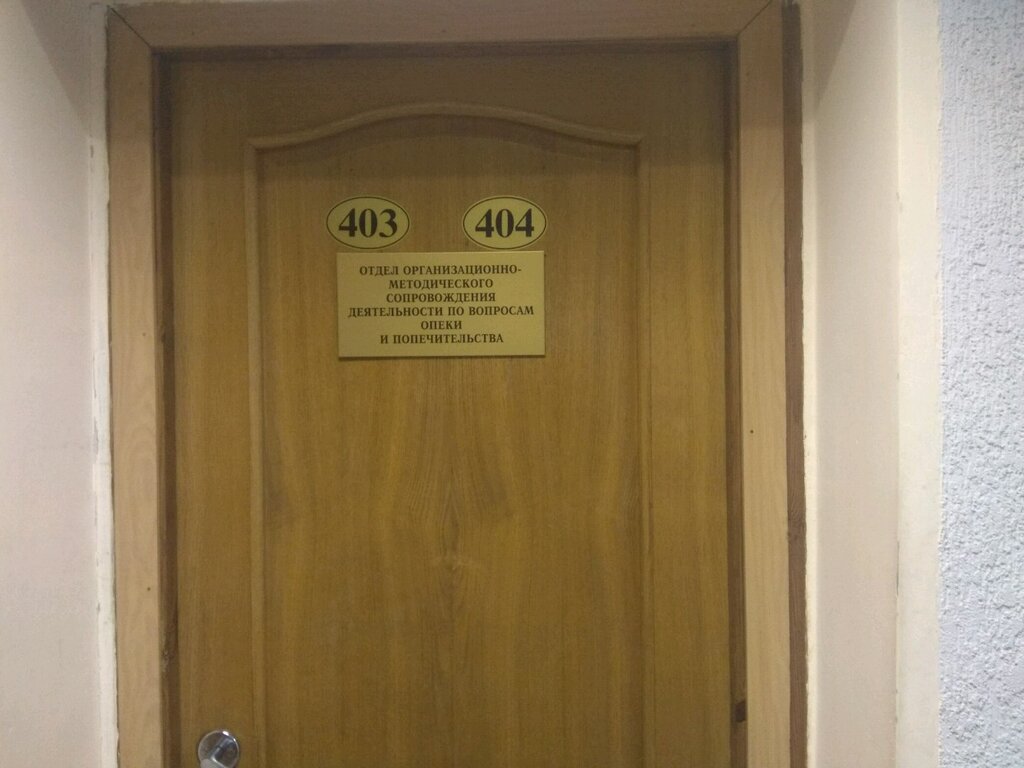 403 404
ОТДЕЛ ОРГАНИЗАЦИОННО-
МЕТОДИЧЕСКОГО
СОПРОВОЖДЕНИЯ
ДЕЯТЕЛЬНОСТИ ПО ВОПРОСАМ
ОПЕКИ
И ПОПЕЧИТЕЛЬСТВА